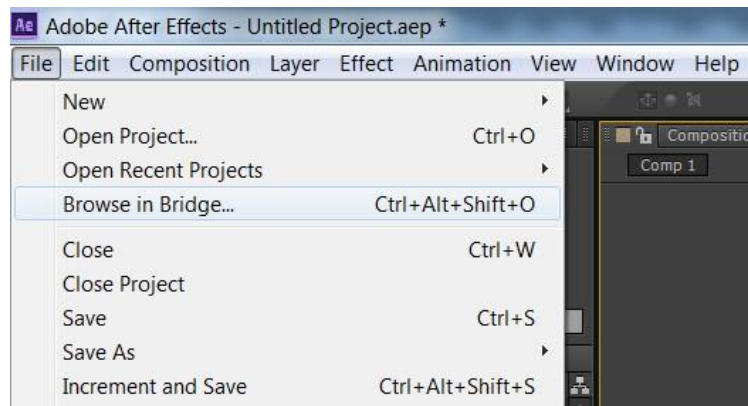 Ae Adobe After Effects - Untitled Project.aep *
File Edit Composition Layer Effect Animation View Window Help
New
Open Project... Ctrl+O
Compositio
Open Recent Projects
Comp 1
Browse in Bridge... Ctrl+Alt+Shift+O
Close Ctrl+W
Close Project
Save Ctrl+S
Save As
Increment and Save Ctrl+Alt+Shift+S